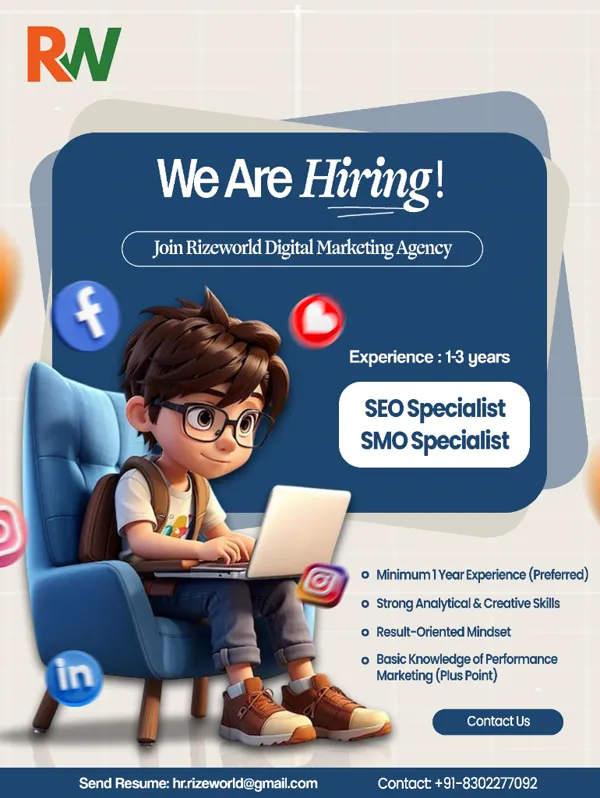 RW
We Are Hiring!
Join Rizeworld Digital Marketing Agency
Experience : 1-3 years
SEO Specialist
SMO Specialist
Minimum 1 Year Experience (Preferred)
Strong Analytical & Creative Skills
Result-Oriented Mindset
Basic Knowledge of Performance
Marketing (Plus Point)
Contact Us
Send Resume: hr.rizeworld@gmail.com
Contact: +91-8302277092
f
in